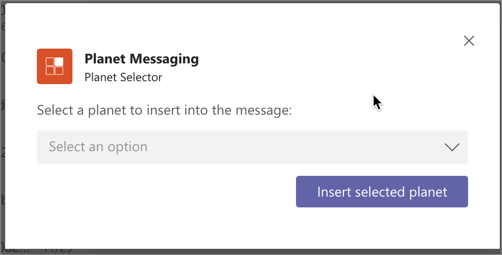 Planet Messaging
Planet Selector
Select a planet to insert into the message:
Select an option
Insert selected planet